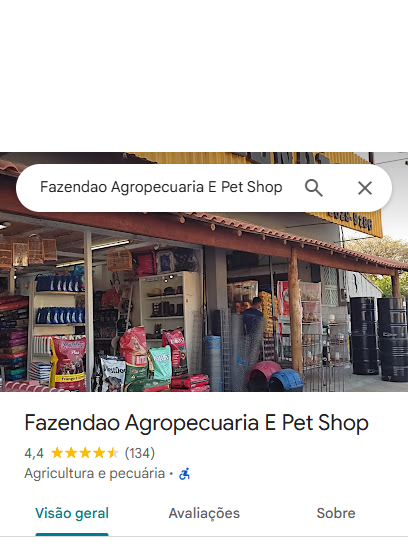 Fazendao Agropecuaria E Pet Shop
Fazendao Agropecuaria E Pet Shop
4,4 (134)
Agricultura e pecuária ·
Visão geral
Avaliações
Sobre